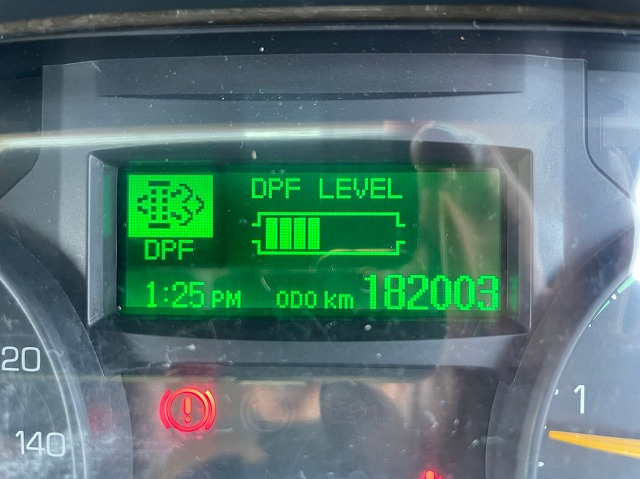 DPF LEVEL
DPF
1:25 PM ODO km 182003
20
140
1